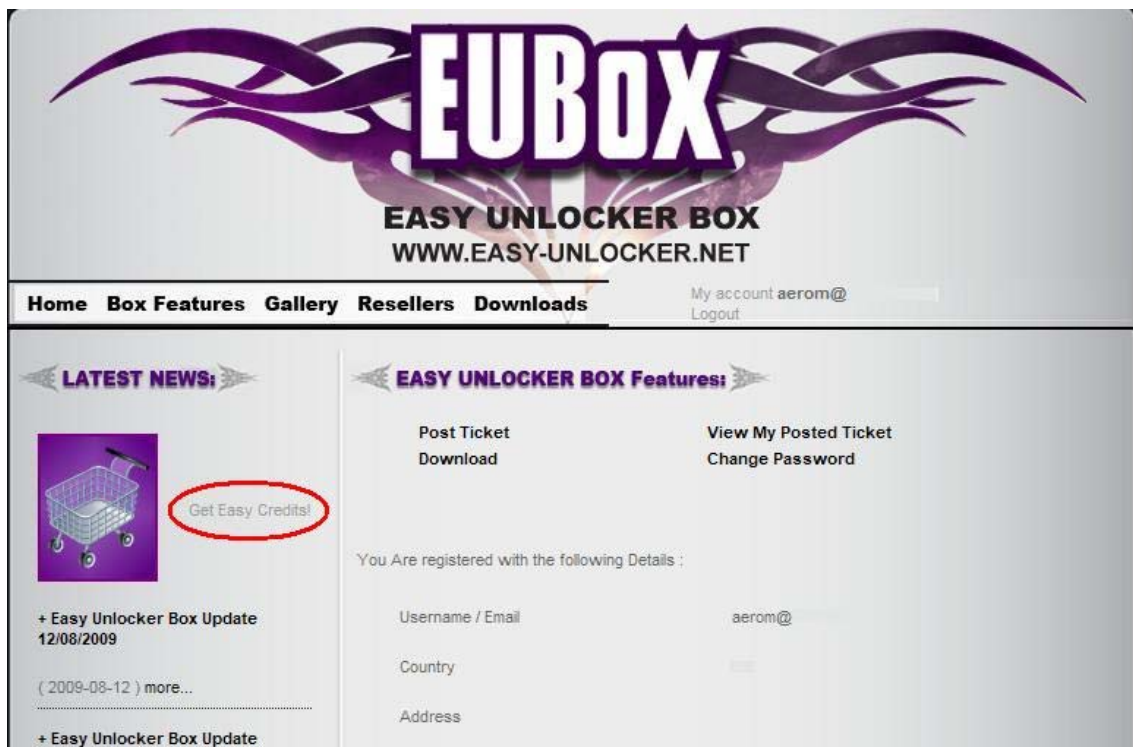 EUBOX
EASY UNLOCKER BOX
WWW.EASY-UNLOCKER.NET
Home Box Features Gallery Resellers Downloads
My account aerom@
Logout
LATEST NEWS:
Get Easy Credits!
+ Easy Unlocker Box Update
12/08/2009
( 2009-08-12 ) more...
+ Easy Unlocker Box Update
EASY UNLOCKER BOX Features:
Post Ticket View My Posted Ticket
Download Change Password
You Are registered with the following Details :
Username / Email aerom@
Country
Address